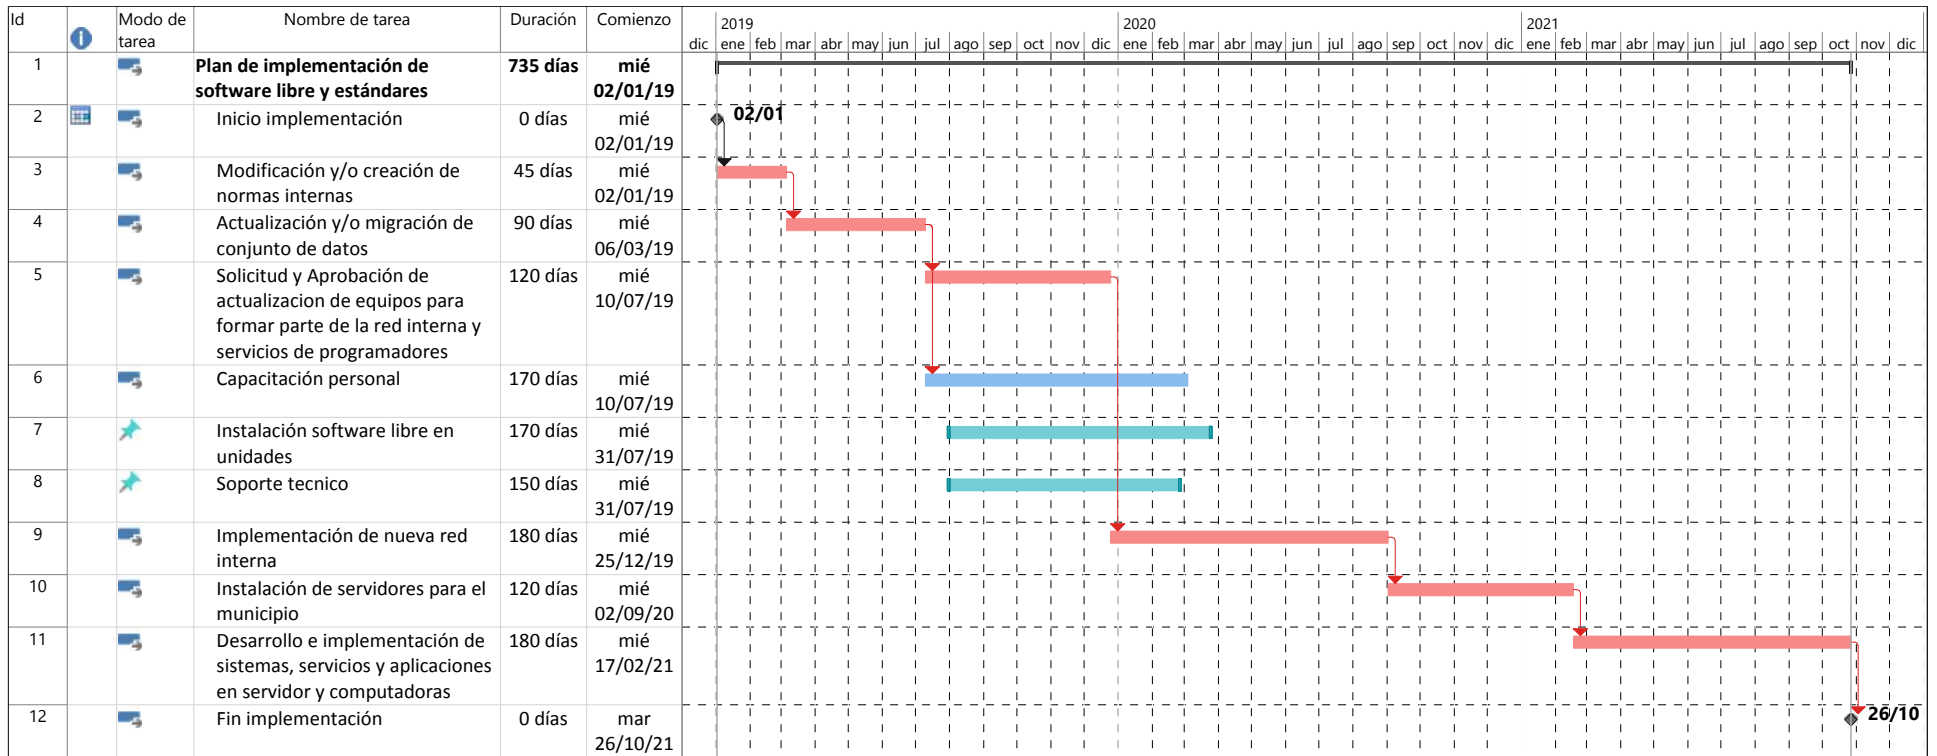 Id Modo de tarea Nombre de tarea Duración Comienzo
2019 2020 2021
dic ene feb mar abr may jun jul ago sep oct nov dic ene feb mar abr may jun jul ago sep oct nov dic ene feb mar abr may jun jul ago sep oct nov dic
1 Plan de implementación de 735 días mié
software libre y estándares 02/01/19
2 Inicio implementación 0 días mié 02/01
02/01/19
3 Modificación y/o creación de 45 días mié
normas internas 02/01/19
4 Actualización y/o migración de 90 días mié
conjunto de datos 06/03/19
5 Solicitud y Aprobación de 120 días mié
actualizacion de equipos para 10/07/19
formar parte de la red interna y
servicios de programadores
6 Capacitación personal 170 días mié
10/07/19
7 Instalación software libre en 170 días mié
unidades 31/07/19
8 Soporte tecnico 150 días mié
31/07/19
9 Implementación de nueva red 180 días mié
interna 25/12/19
10 Instalación de servidores para el 120 días mié
municipio 02/09/20
11 Desarrollo e implementación de 180 días mié
sistemas, servicios y aplicaciones 17/02/21
en servidor y computadoras
12 Fin implementación 0 días mar 26/10
26/10/21